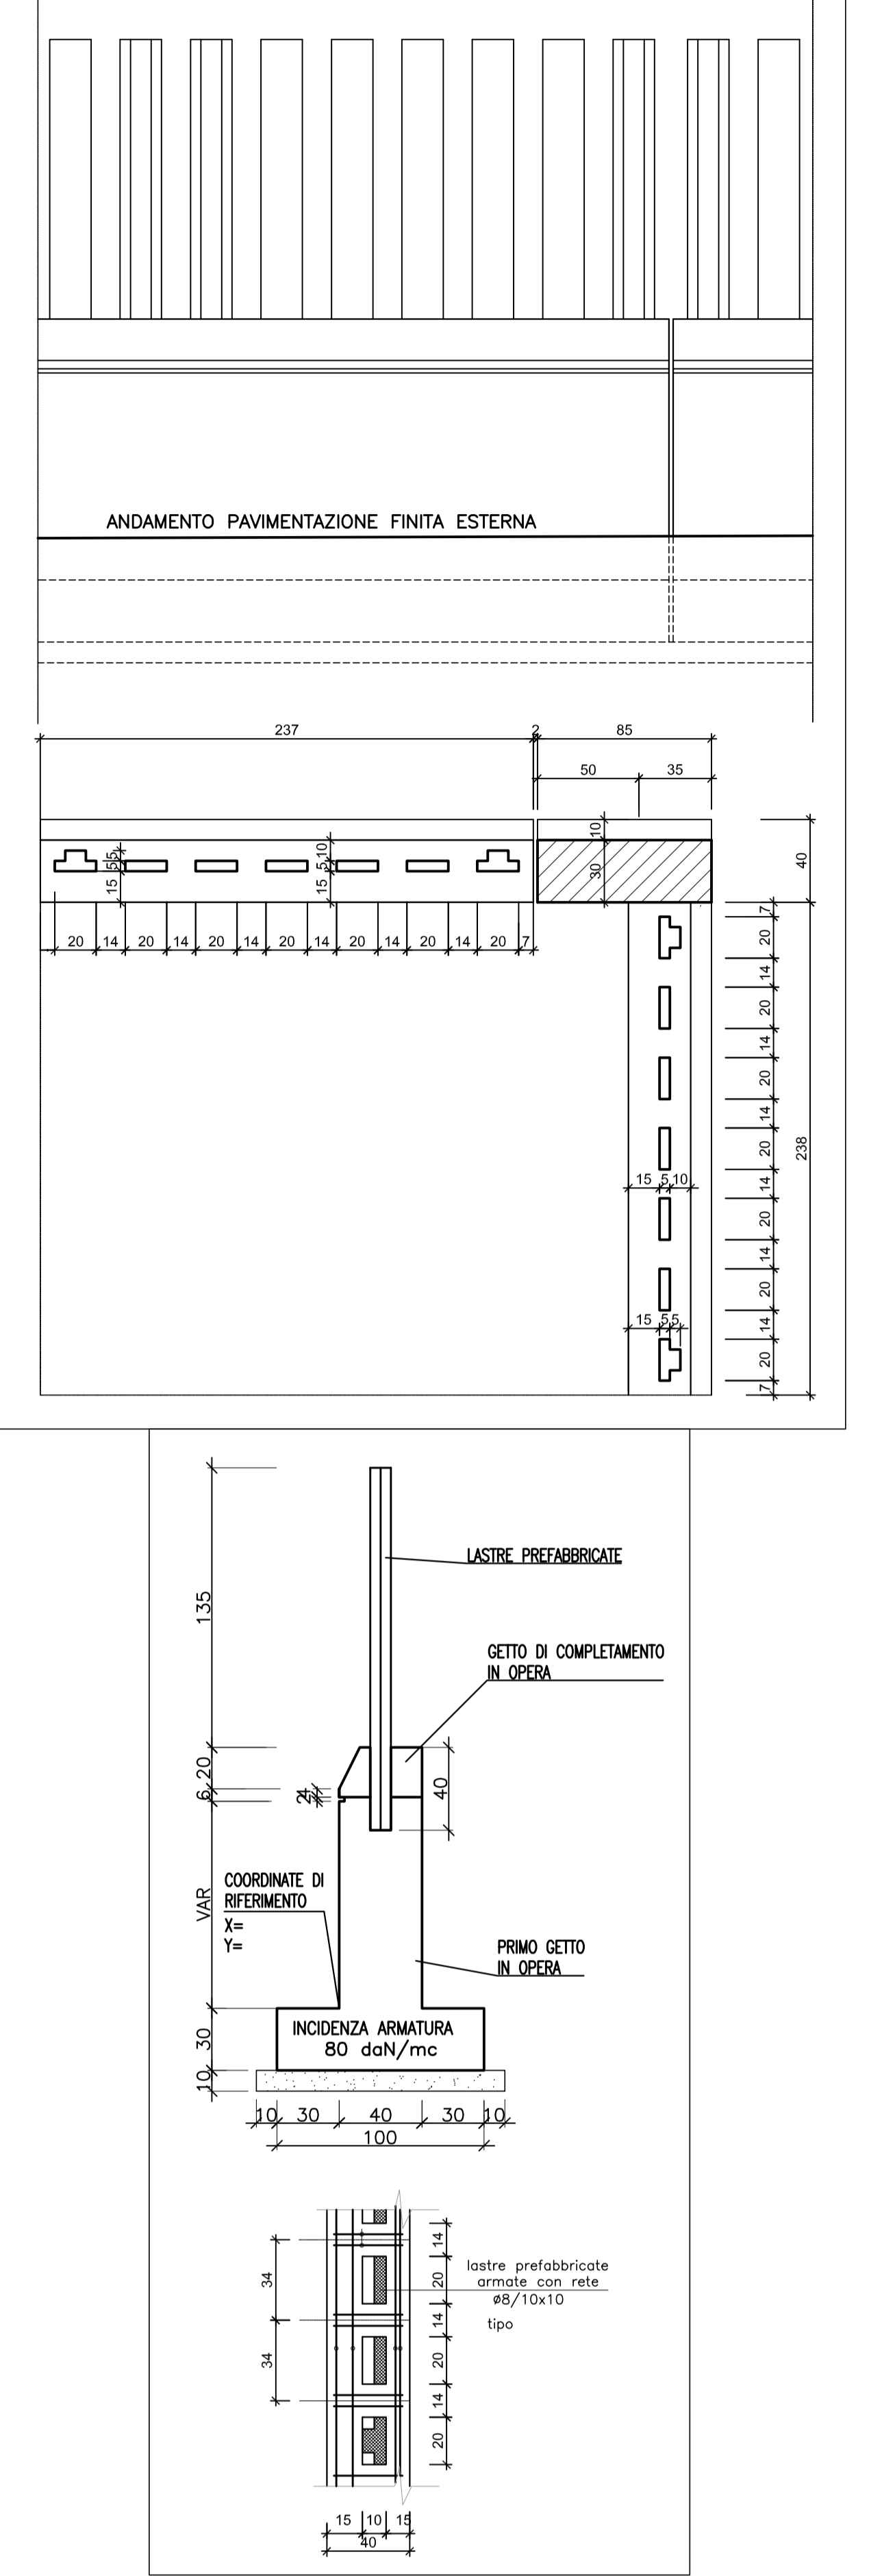 ANDAMENTO PAVIMENTAZIONE FINITA ESTERNA
237 2 85
50 35
10
30
40
5 5
15
10
5
15
20 14 20 14 20 14 20 14 20 14 20 14 20 7
7
20
14
20
14
20
14
20
14
20
14
20
14
20
7
238
15 5 10
15 5 5
LASTRE PREFABBRICATE
135
GETTO DI COMPLETAMENTO
IN OPERA
20
6
4
2
40
COORDINATE DI
RIFERIMENTO
X=
Y=
VAR
PRIMO GETTO
IN OPERA
INCIDENZA ARMATURA
80 daN/mc
30
10
10 30 40 30 10
100
14
20
14
20
14
20
34
34
lastre prefabbricate
armate con rete
ø8/10x10
tipo
15 10 15
40